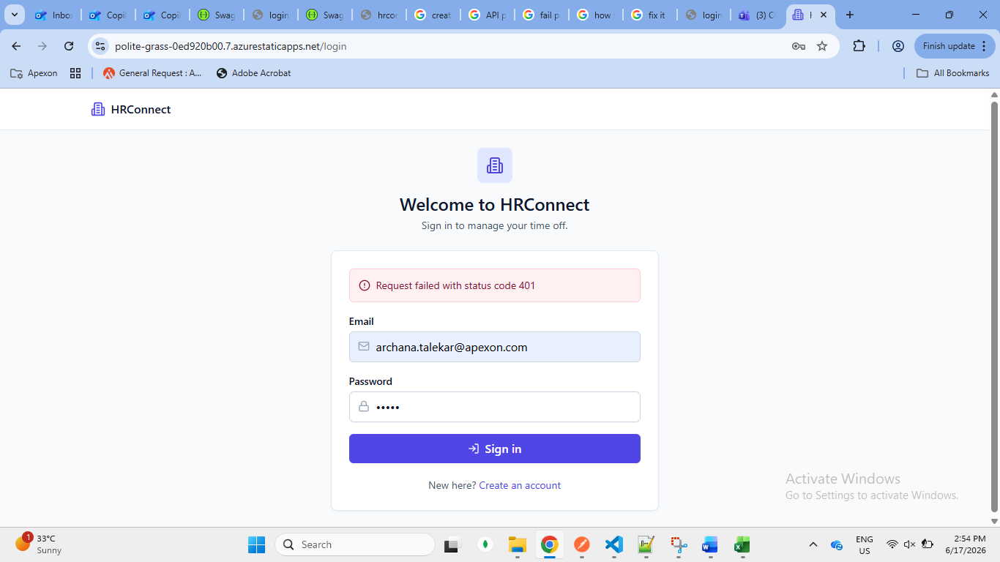 Inbox
Copil
Copil
Swag
login
Swag
hrcor
creat
API p
fail p
how
fix it
login
(3) C
polite-grass-0ed920b00.7.azurestaticapps.net/login
Finish update
Apexon
General Request : A...
Adobe Acrobat
All Bookmarks
HRConnect
Welcome to HRConnect
Sign in to manage your time off.
Request failed with status code 401
Email
archana.talekar@apexon.com
Password
•••••
Sign in
New here? Create an account
Activate Windows
Go to Settings to activate Windows.
1
33°C
Sunny
Search
ENG
US
2:54 PM
6/17/2026